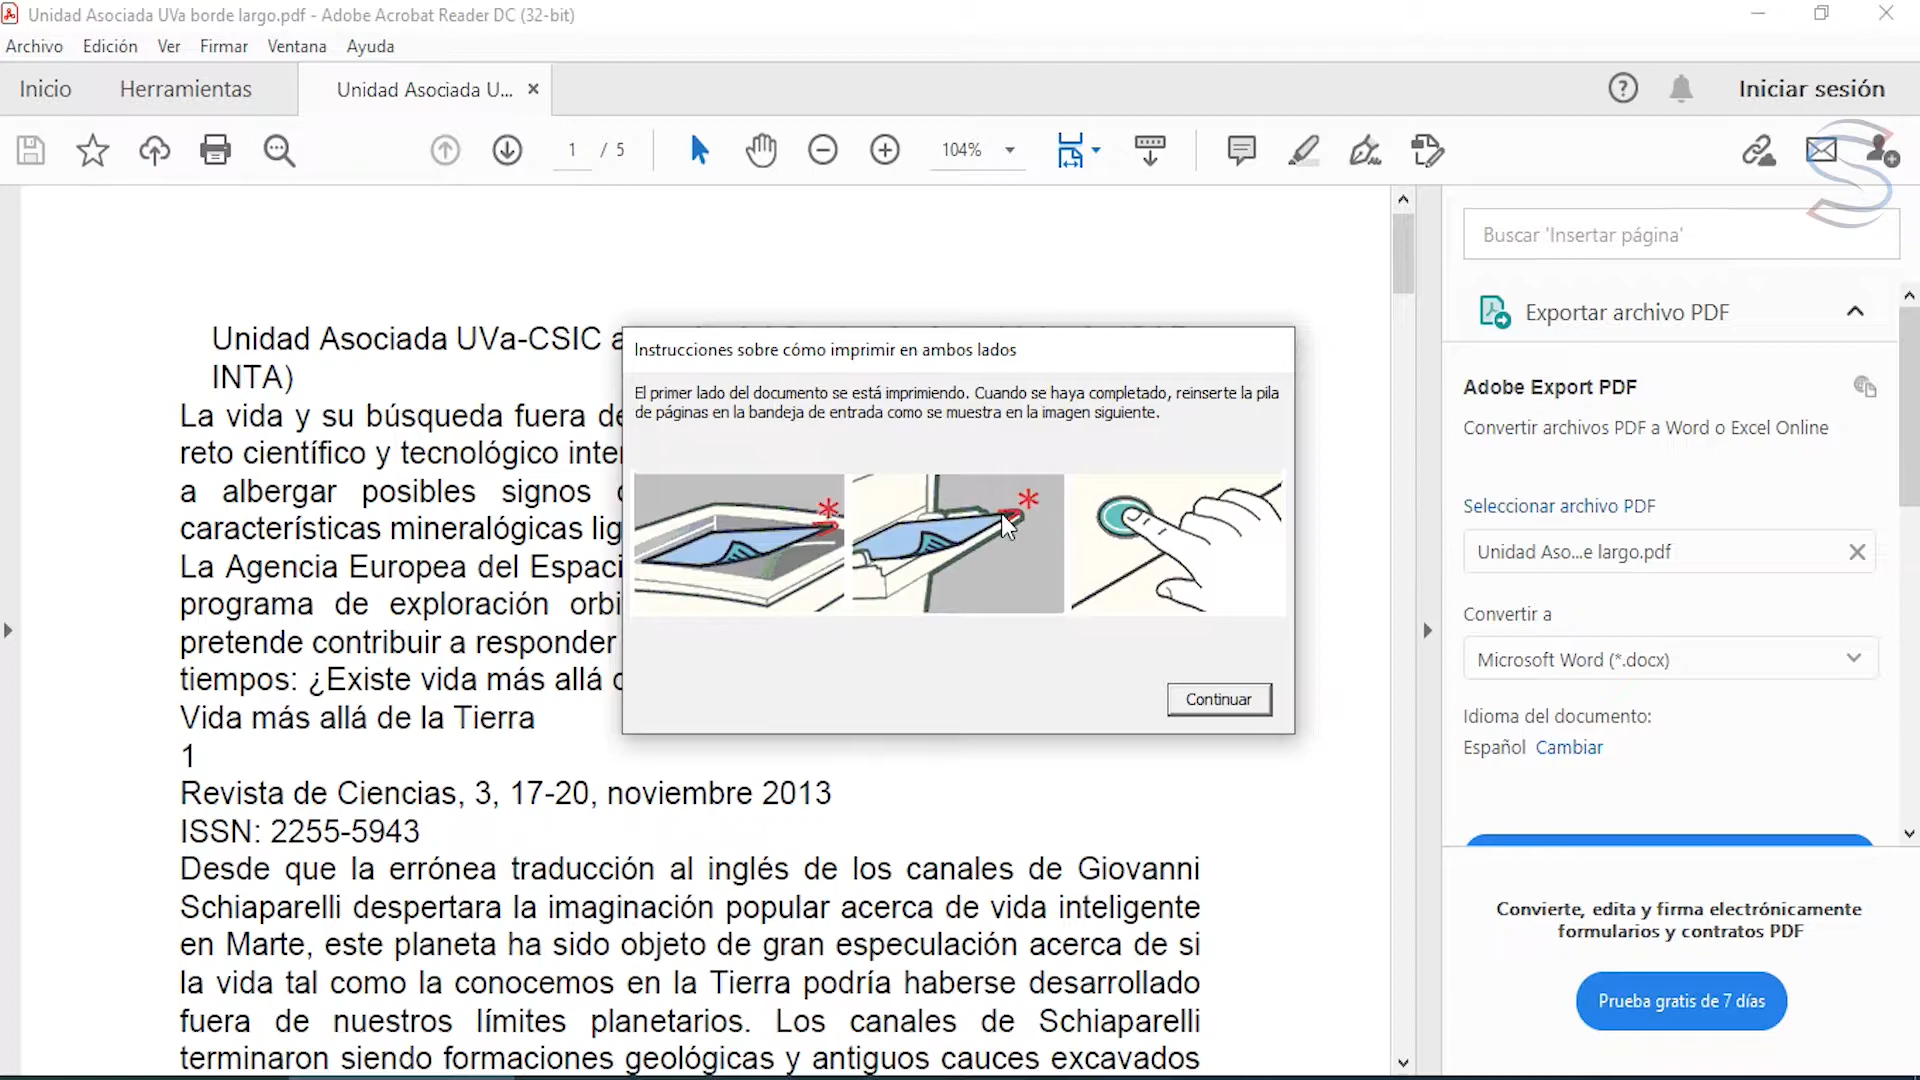 Unidad Asociada UVa borde largo.pdf - Adobe Acrobat Reader DC (32-bit)
Archivo Edición Ver Firmar Ventana Ayuda
Inicio Herramientas Unidad Asociada U... Iniciar sesión
1 / 5 104%
Buscar 'Insertar página'
Exportar archivo PDF
Adobe Export PDF
Convertir archivos PDF a Word o Excel Online
Seleccionar archivo PDF
Unidad Aso...e largo.pdf
Convertir a
Microsoft Word (*.docx)
Idioma del documento:
Español Cambiar
Convierte, edita y firma electrónicamente
formularios y contratos PDF
Prueba gratis de 7 días
Instrucciones sobre cómo imprimir en ambos lados
El primer lado del documento se está imprimiendo. Cuando se haya completado, reinserte la pila
de páginas en la bandeja de entrada como se muestra en la imagen siguiente.
Continuar
Unidad Asociada UVa-CSIC
INTA)
La vida y su búsqueda fuera de
reto científico y tecnológico
a albergar posibles signos
características mineralógicas
La Agencia Europea del
programa de exploración
pretende contribuir a responder
tiempos: ¿Existe vida más allá
Vida más allá de la Tierra
1
Revista de Ciencias, 3, 17-20, noviembre 2013
ISSN: 2255-5943
Desde que la errónea traducción al inglés de los canales de Giovanni
Schiaparelli despertara la imaginación popular acerca de vida inteligente
en Marte, este planeta ha sido objeto de gran especulación acerca de si
la vida tal como la conocemos en la Tierra podría haberse desarrollado
fuera de nuestros límites planetarios. Los canales de Schiaparelli
terminaron siendo formaciones geológicas y antiguos cauces excavados